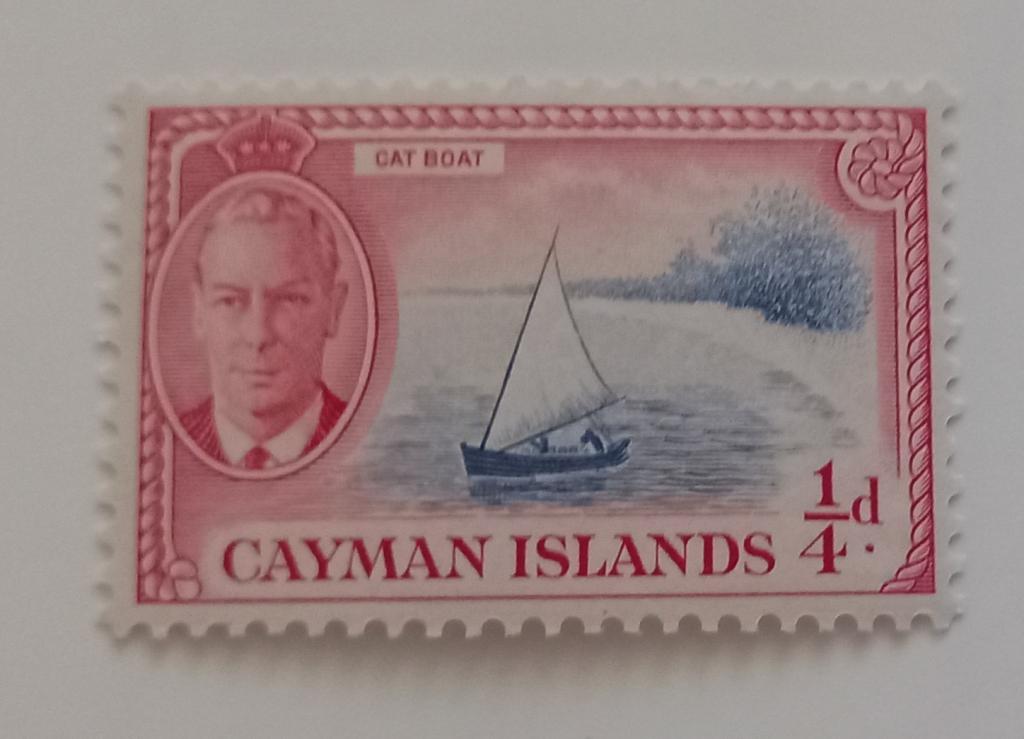 CAT BOAT
CAYMAN ISLANDS 1/4d.